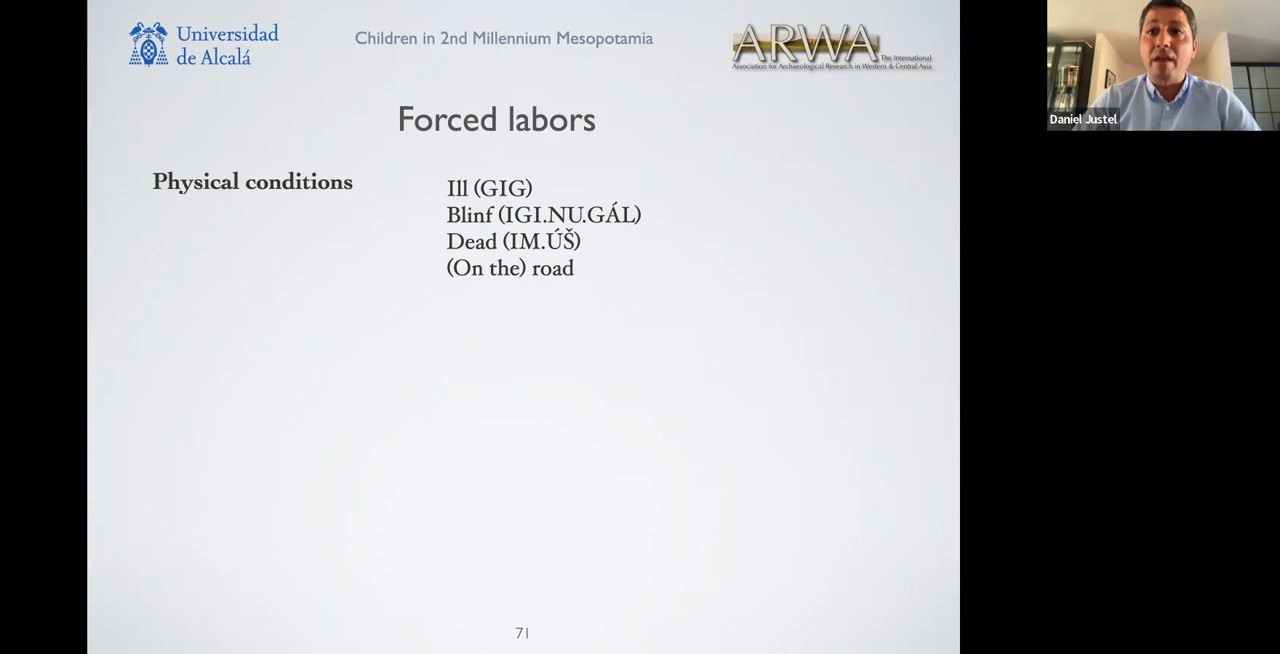 Universidad
de Alcalá
Children in 2nd Millennium Mesopotamia
ARWA The International
Association for Archaeological Research in Western & Central Asia
Daniel Justel
Forced labors
Physical conditions
Ill (GIG)
Blinf (IGI.NU.GÁL)
Dead (IM.ÚŠ)
(On the) road
71